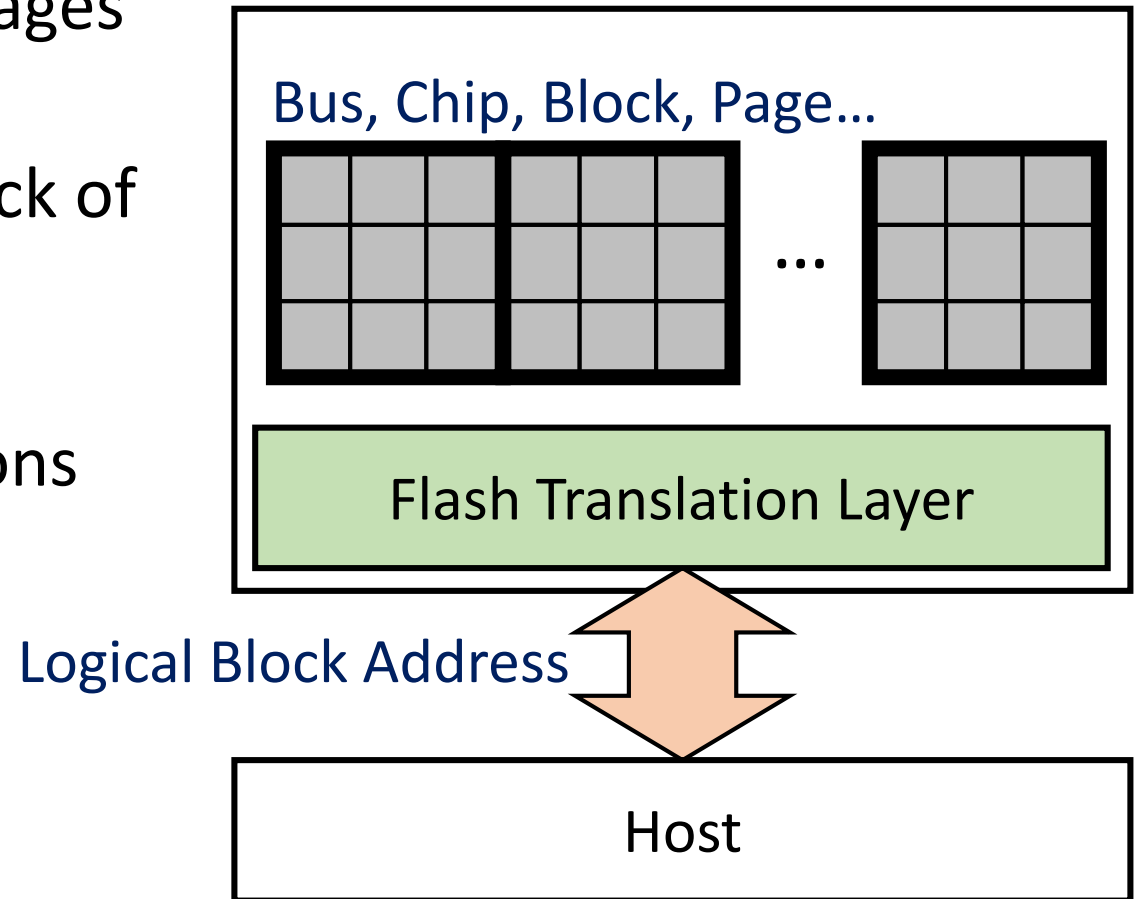 ages
Bus, Chip, Block, Page...
ck of
...
ons
Flash Translation Layer
Logical Block Address
Host